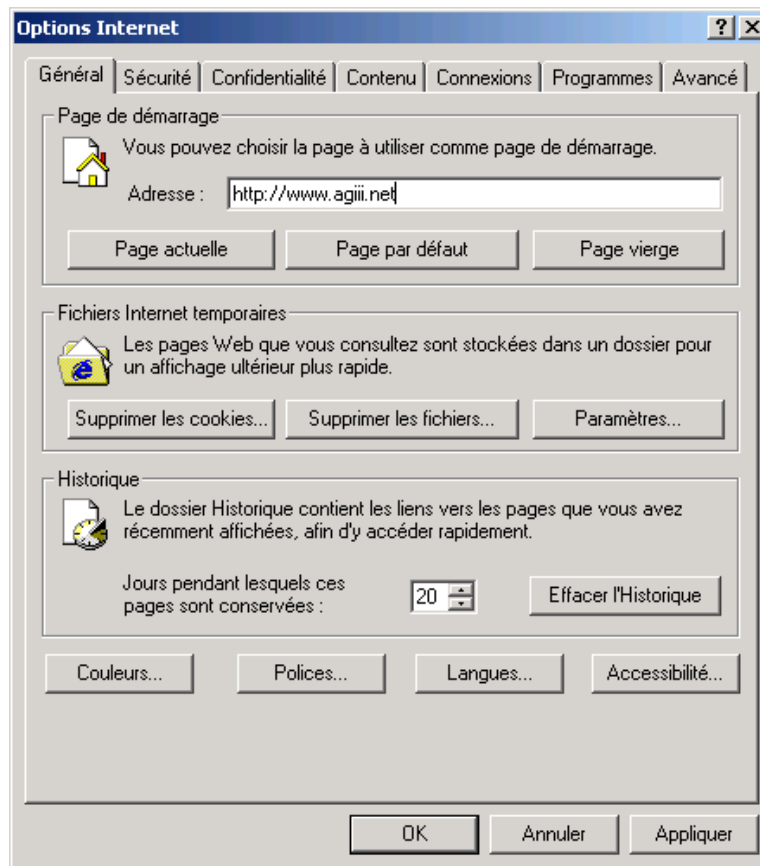 Options Internet
Général Sécurité Confidentialité Contenu Connexions Programmes Avancé
Page de démarrage
Vous pouvez choisir la page à utiliser comme page de démarrage.
Adresse : http://www.agiii.net
Page actuelle Page par défaut Page vierge
Fichiers Internet temporaires
Les pages Web que vous consultez sont stockées dans un dossier pour
un affichage ultérieur plus rapide.
Supprimer les cookies... Supprimer les fichiers... Paramètres...
Historique
Le dossier Historique contient les liens vers les pages que vous avez
récemment affichées, afin d'y accéder rapidement.
Jours pendant lesquels ces
pages sont conservées : 20 Effacer l'Historique
Couleurs... Polices... Langues... Accessibilité...
OK Annuler Appliquer